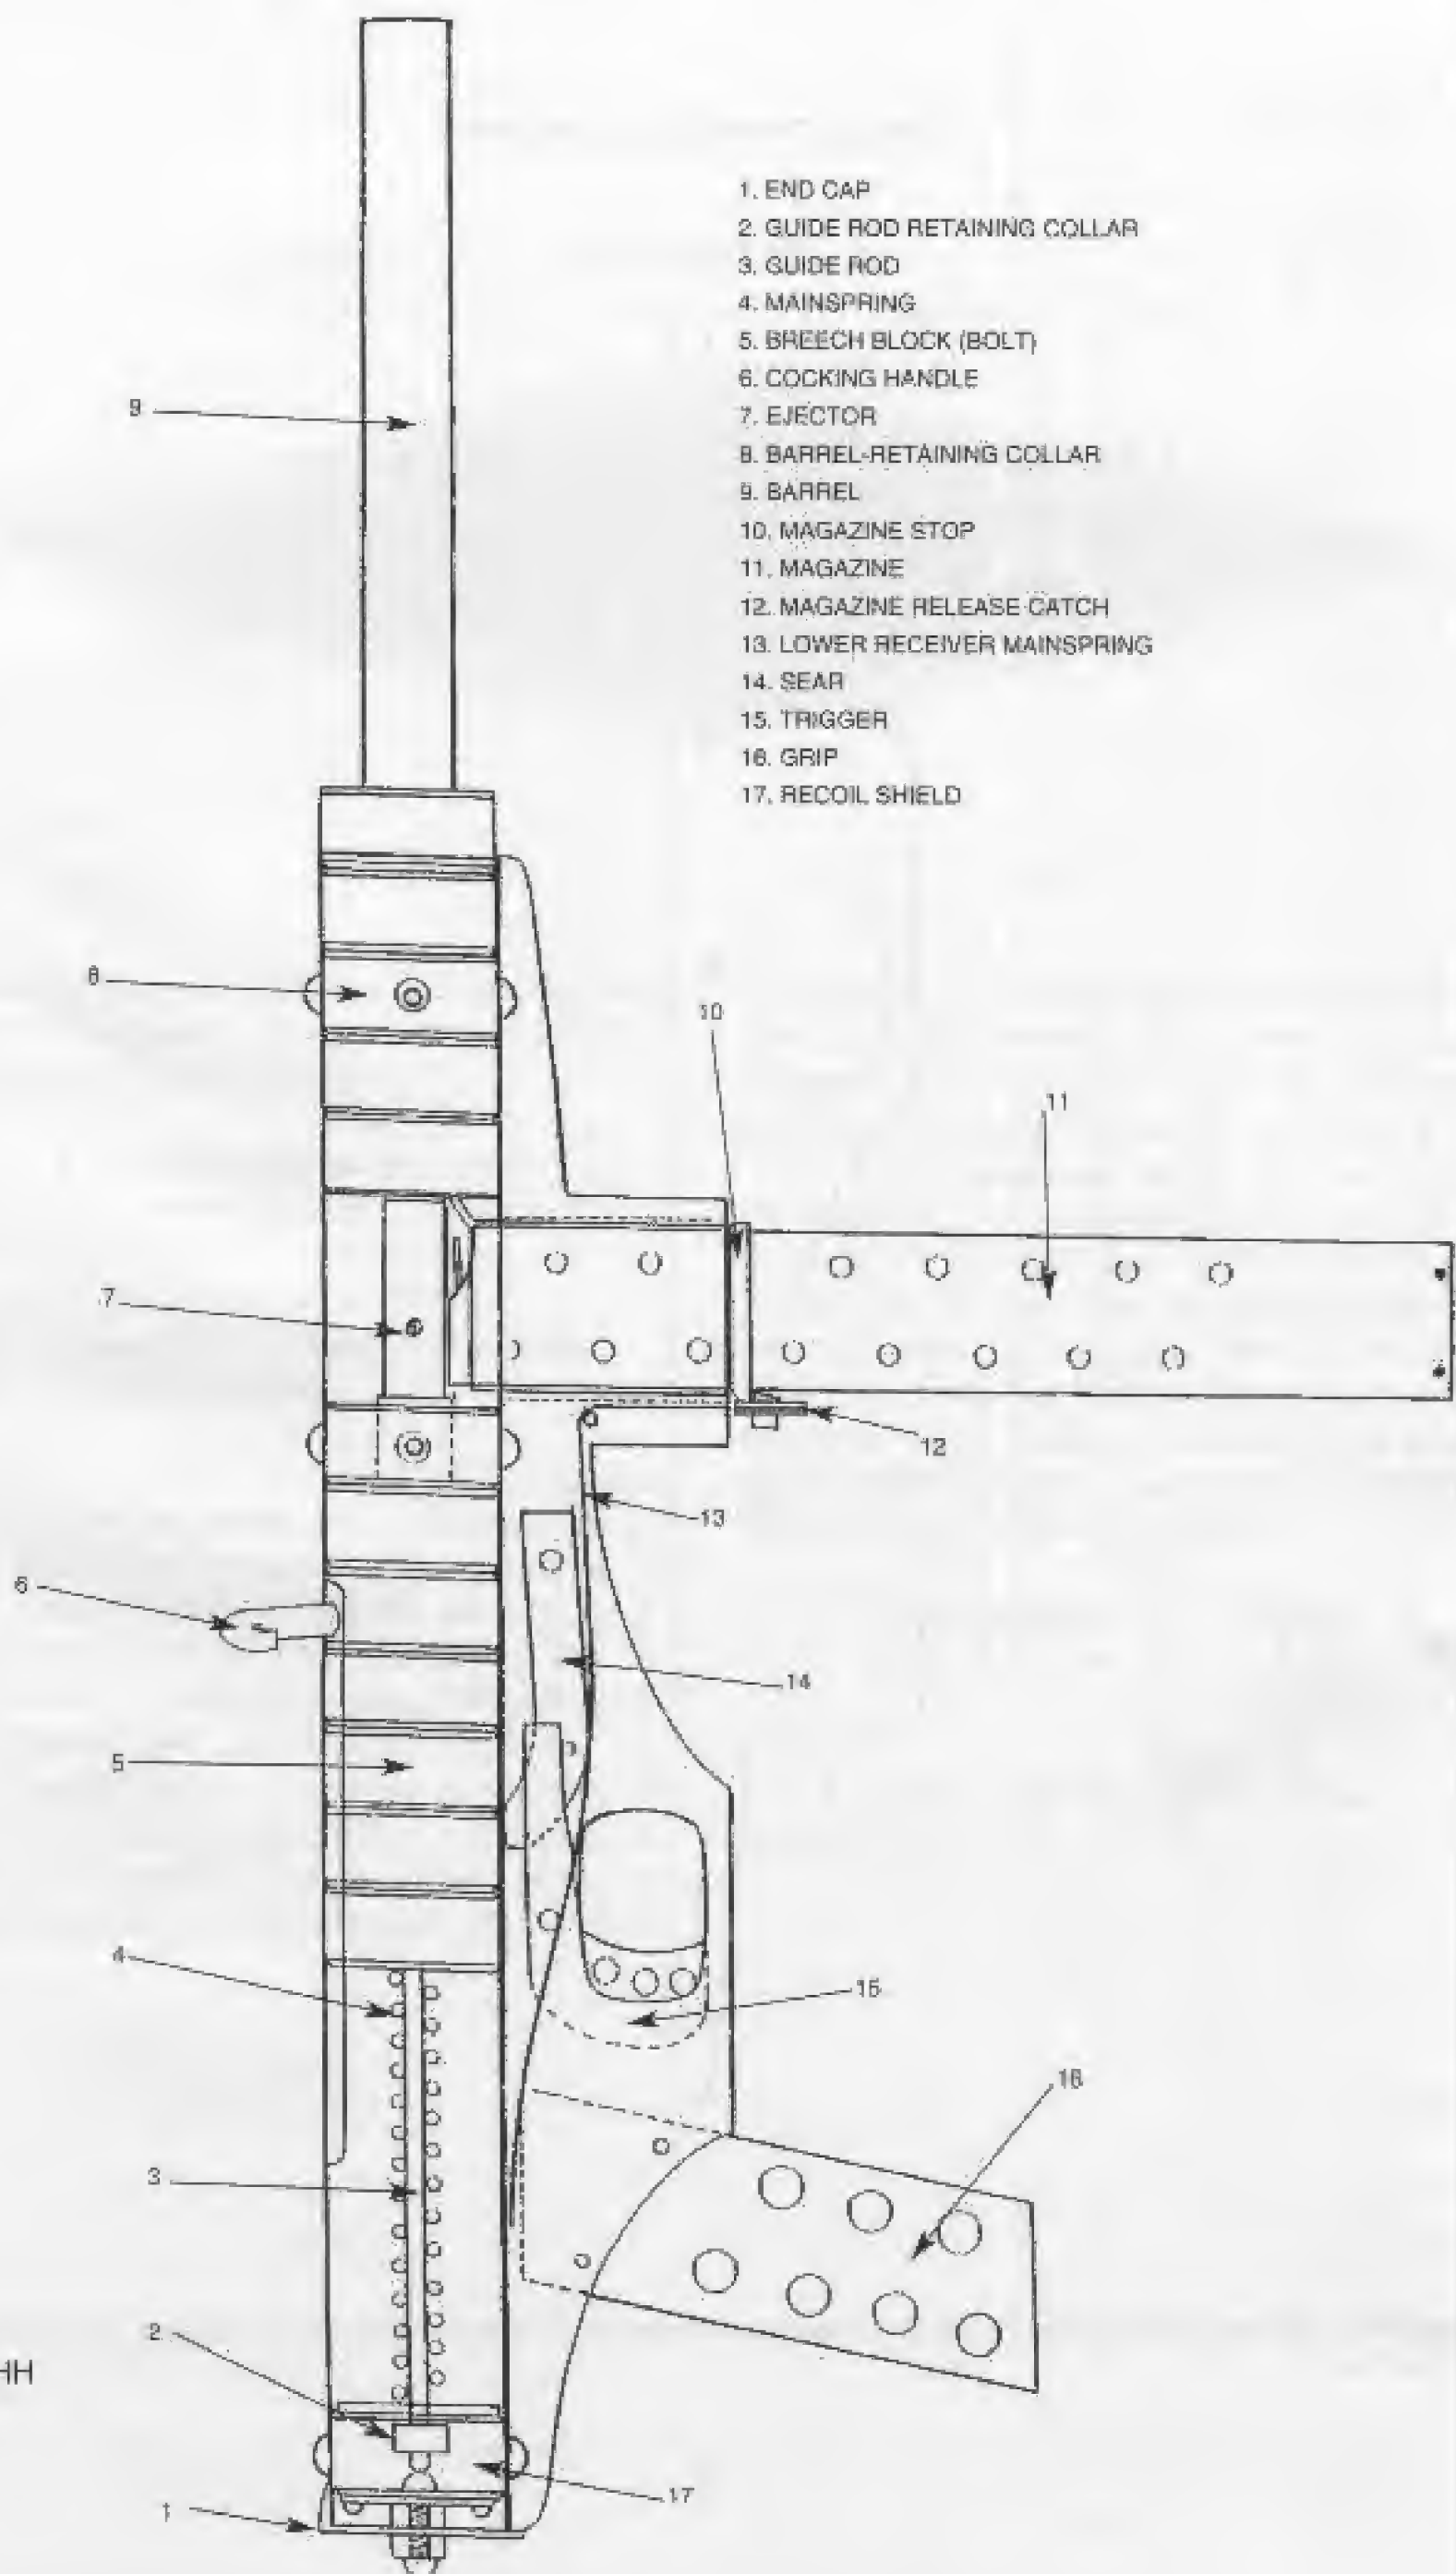 1. END CAP
2. GUIDE ROD RETAINING COLLAR
3. GUIDE ROD
4. MAINSPRING
5. BREECH BLOCK (BOLT)
6. COCKING HANDLE
7. EJECTOR
8. BARREL-RETAINING COLLAR
9. BARREL
10. MAGAZINE STOP
11. MAGAZINE
12. MAGAZINE RELEASE CATCH
13. LOWER RECEIVER MAINSPRING
14. SEAR
15. TRIGGER
16. GRIP
17. RECOIL SHIELD
9
8
10
11
7
12
13
6
14
5
4
15
16
3
2
HH
17
1